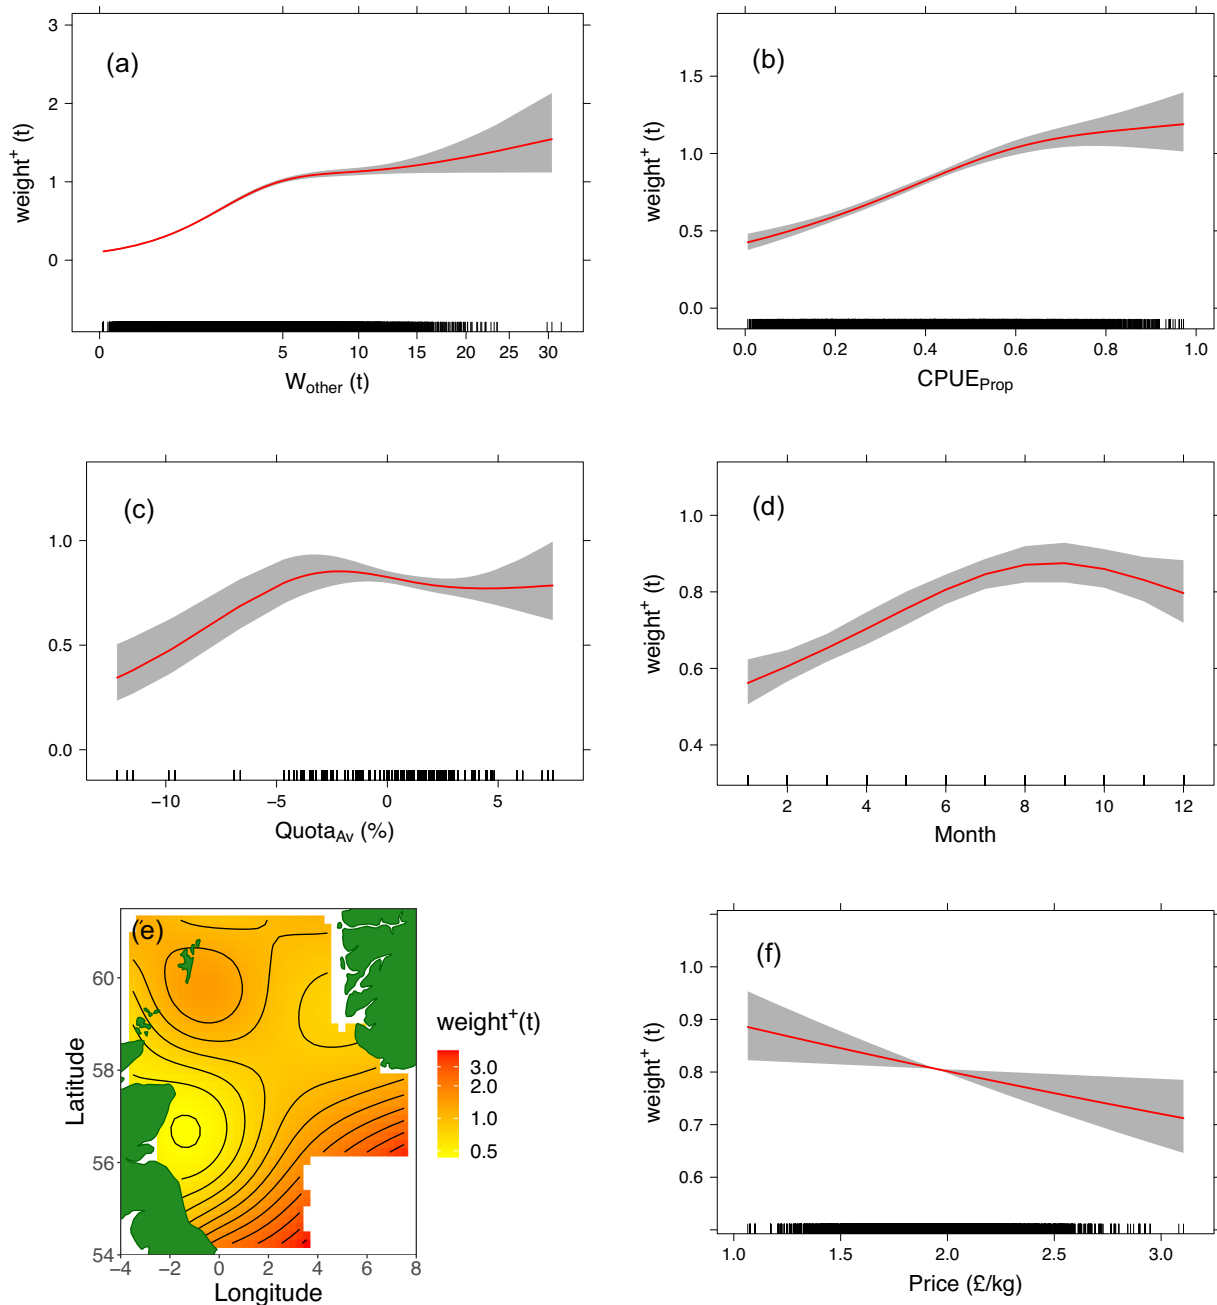 (a)
weight⁺ (t)
3
2
1
0
0 5 10 15 20 25 30
W_other (t)
(b)
weight⁺ (t)
1.5
1.0
0.5
0.0
0.0 0.2 0.4 0.6 0.8 1.0
CPUE_Prop
(c)
1.0
0.5
0.0
−10 −5 0 5
Quota_Av (%)
(d)
weight⁺ (t)
1.0
0.8
0.6
0.4
2 4 6 8 10 12
Month
(e)
Latitude
60
58
56
54
−4 −2 0 2 4 6 8
Longitude
weight⁺(t)
3.0
2.0
1.0
0.5
(f)
weight⁺ (t)
1.0
0.9
0.8
0.7
0.6
1.0 1.5 2.0 2.5 3.0
Price (£/kg)